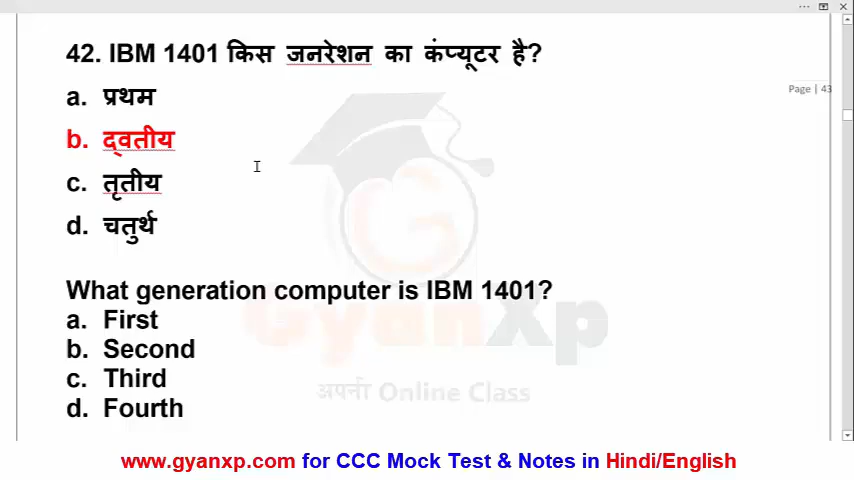 42. IBM 1401 किस जनरेशन का कंप्यूटर है?
Page | 43
a. प्रथम
b. द्वतीय
c. तृतीय
d. चतुर्थ
What generation computer is IBM 1401?
a. First
b. Second
c. Third
d. Fourth
GyanXp
अपनी Online Class
www.gyanxp.com for CCC Mock Test & Notes in Hindi/English